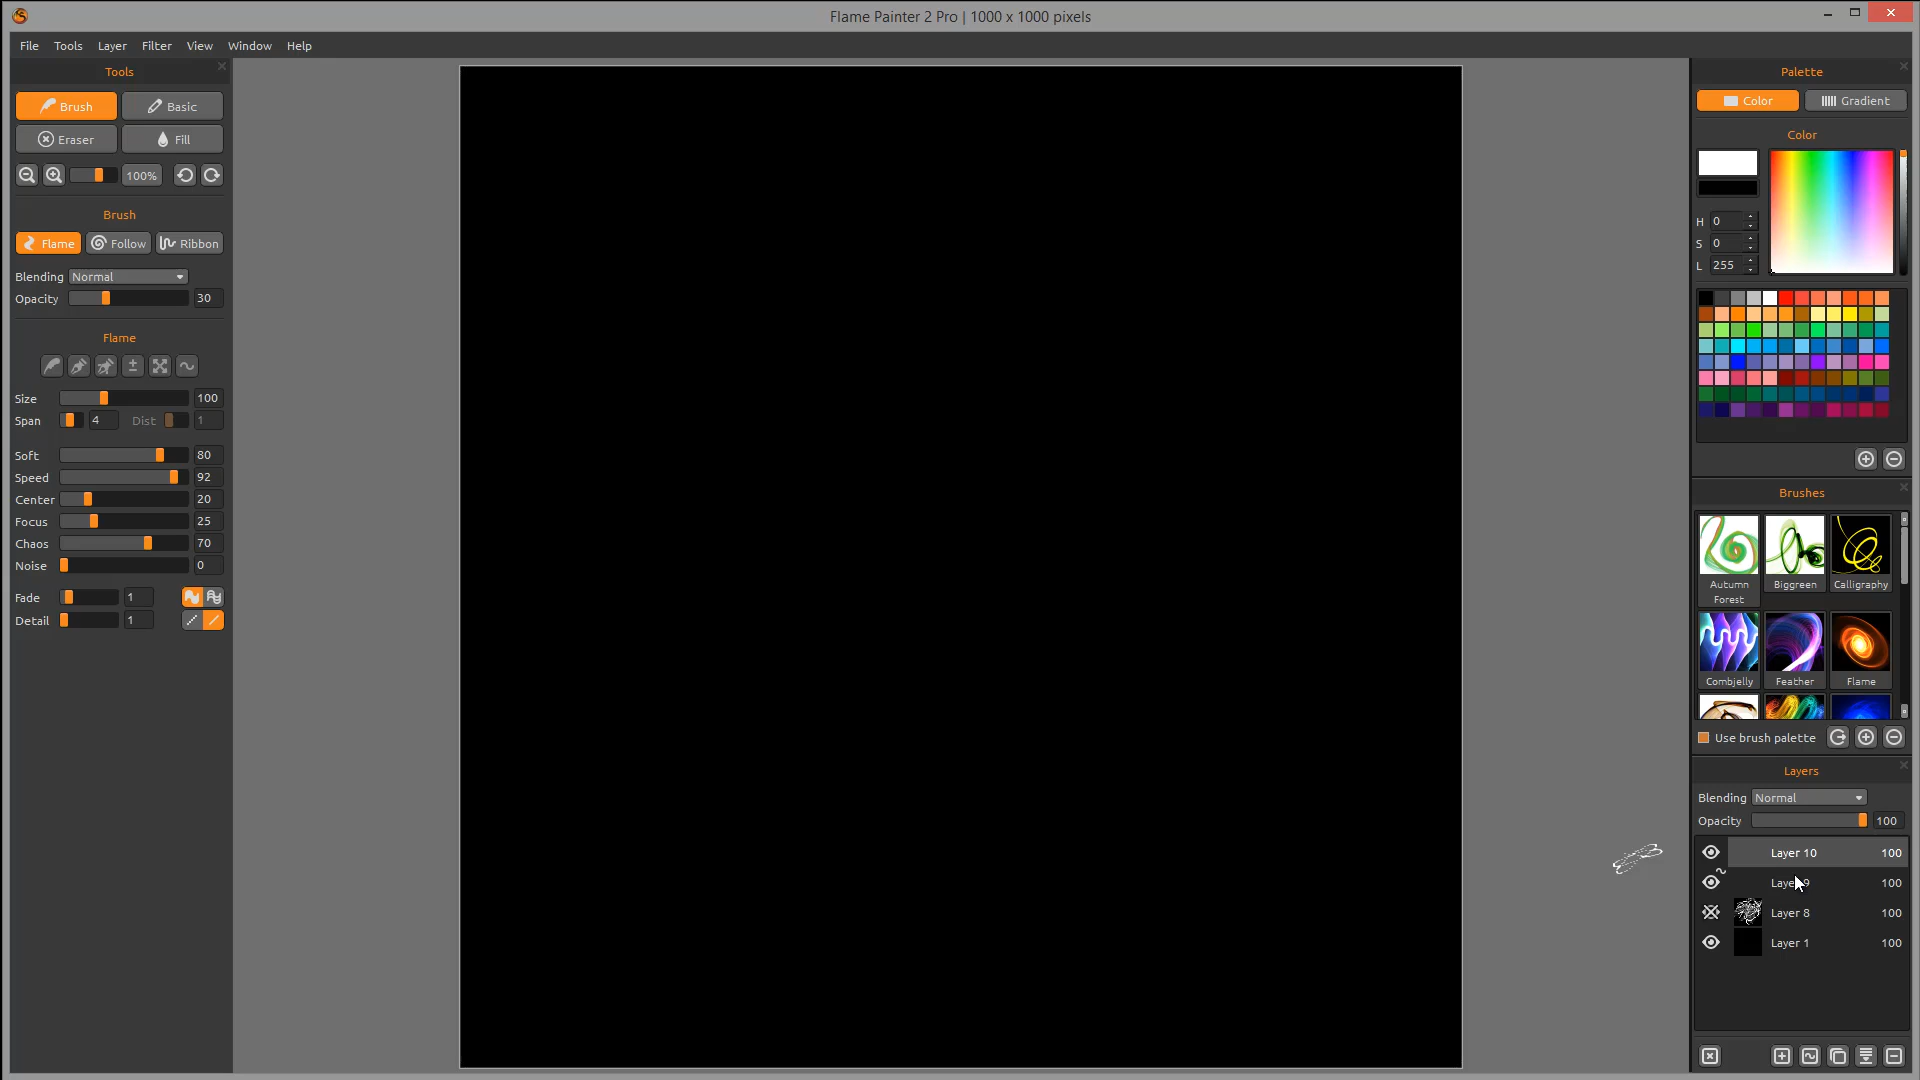 Flame Painter 2 Pro | 1000 x 1000 pixels
File Tools Layer Filter View Window Help
Tools
Brush Basic
Eraser Fill
100%
Brush
Flame Follow Ribbon
Blending Normal
Opacity 30
Flame
Size 100
Span 4 Dist 1
Soft 80
Speed 92
Center 20
Focus 25
Chaos 70
Noise 0
Fade 1
Detail 1
Palette
Color Gradient
Color
H 0
S 0
L 255
Brushes
Autumn Forest
Biggreen
Calligraphy
Combjelly
Feather
Flame
Use brush palette
Layers
Blending Normal
Opacity 100
Layer 10 100
Layer 9 100
Layer 8 100
Layer 1 100